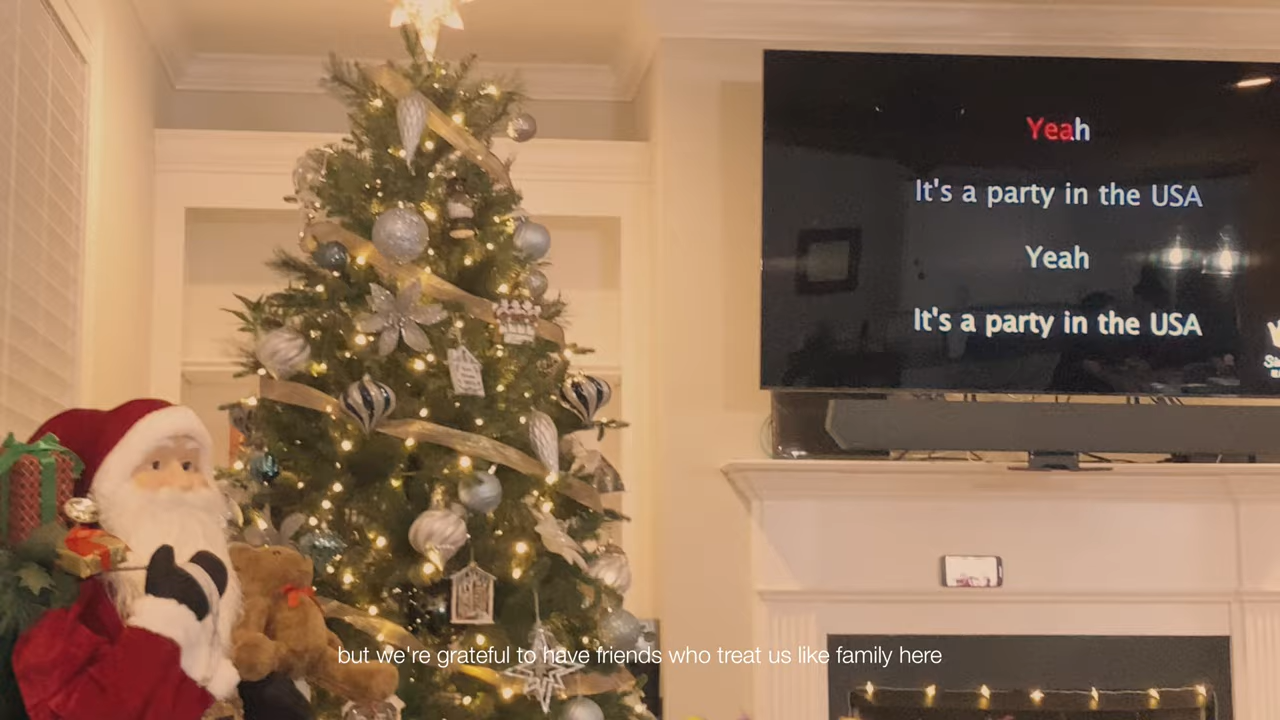 Yeah
It's a party in the USA
Yeah
It's a party in the USA
but we're grateful to have friends who treat us like family here